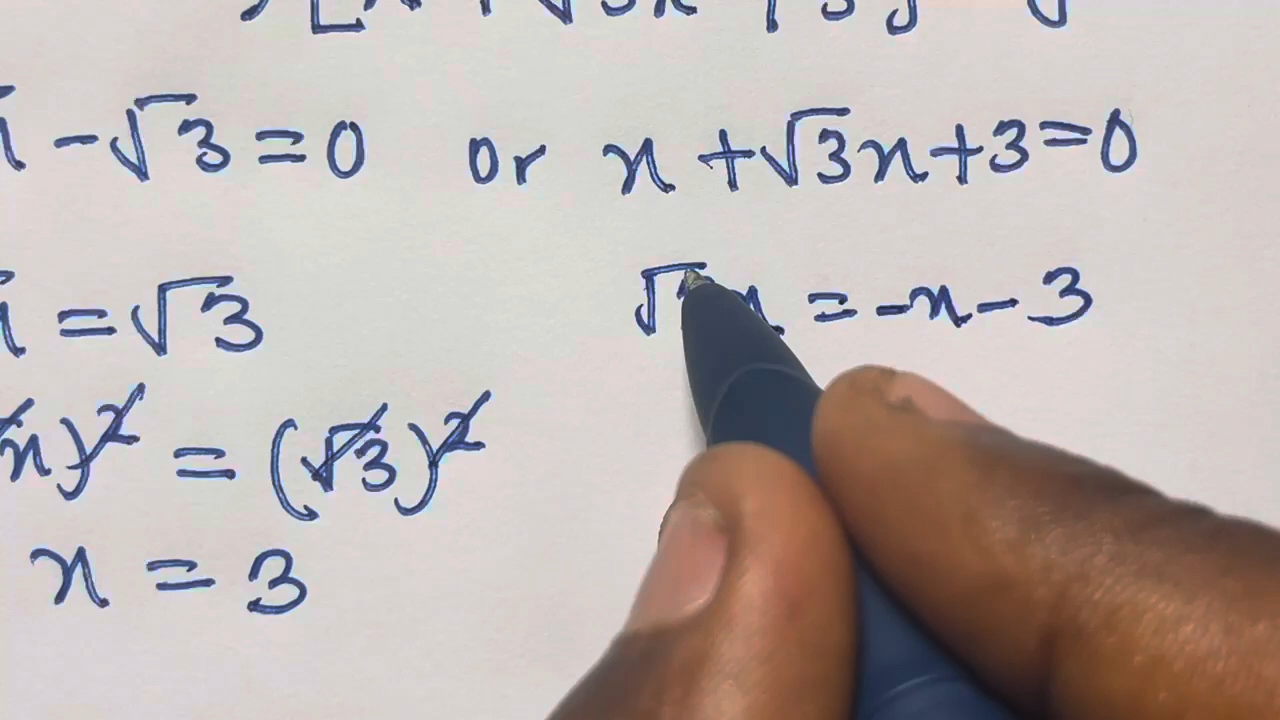 -√3=0 or x+√3x+3=0
=√3 √ x = -x-3
x)² = (√3)²
x = 3